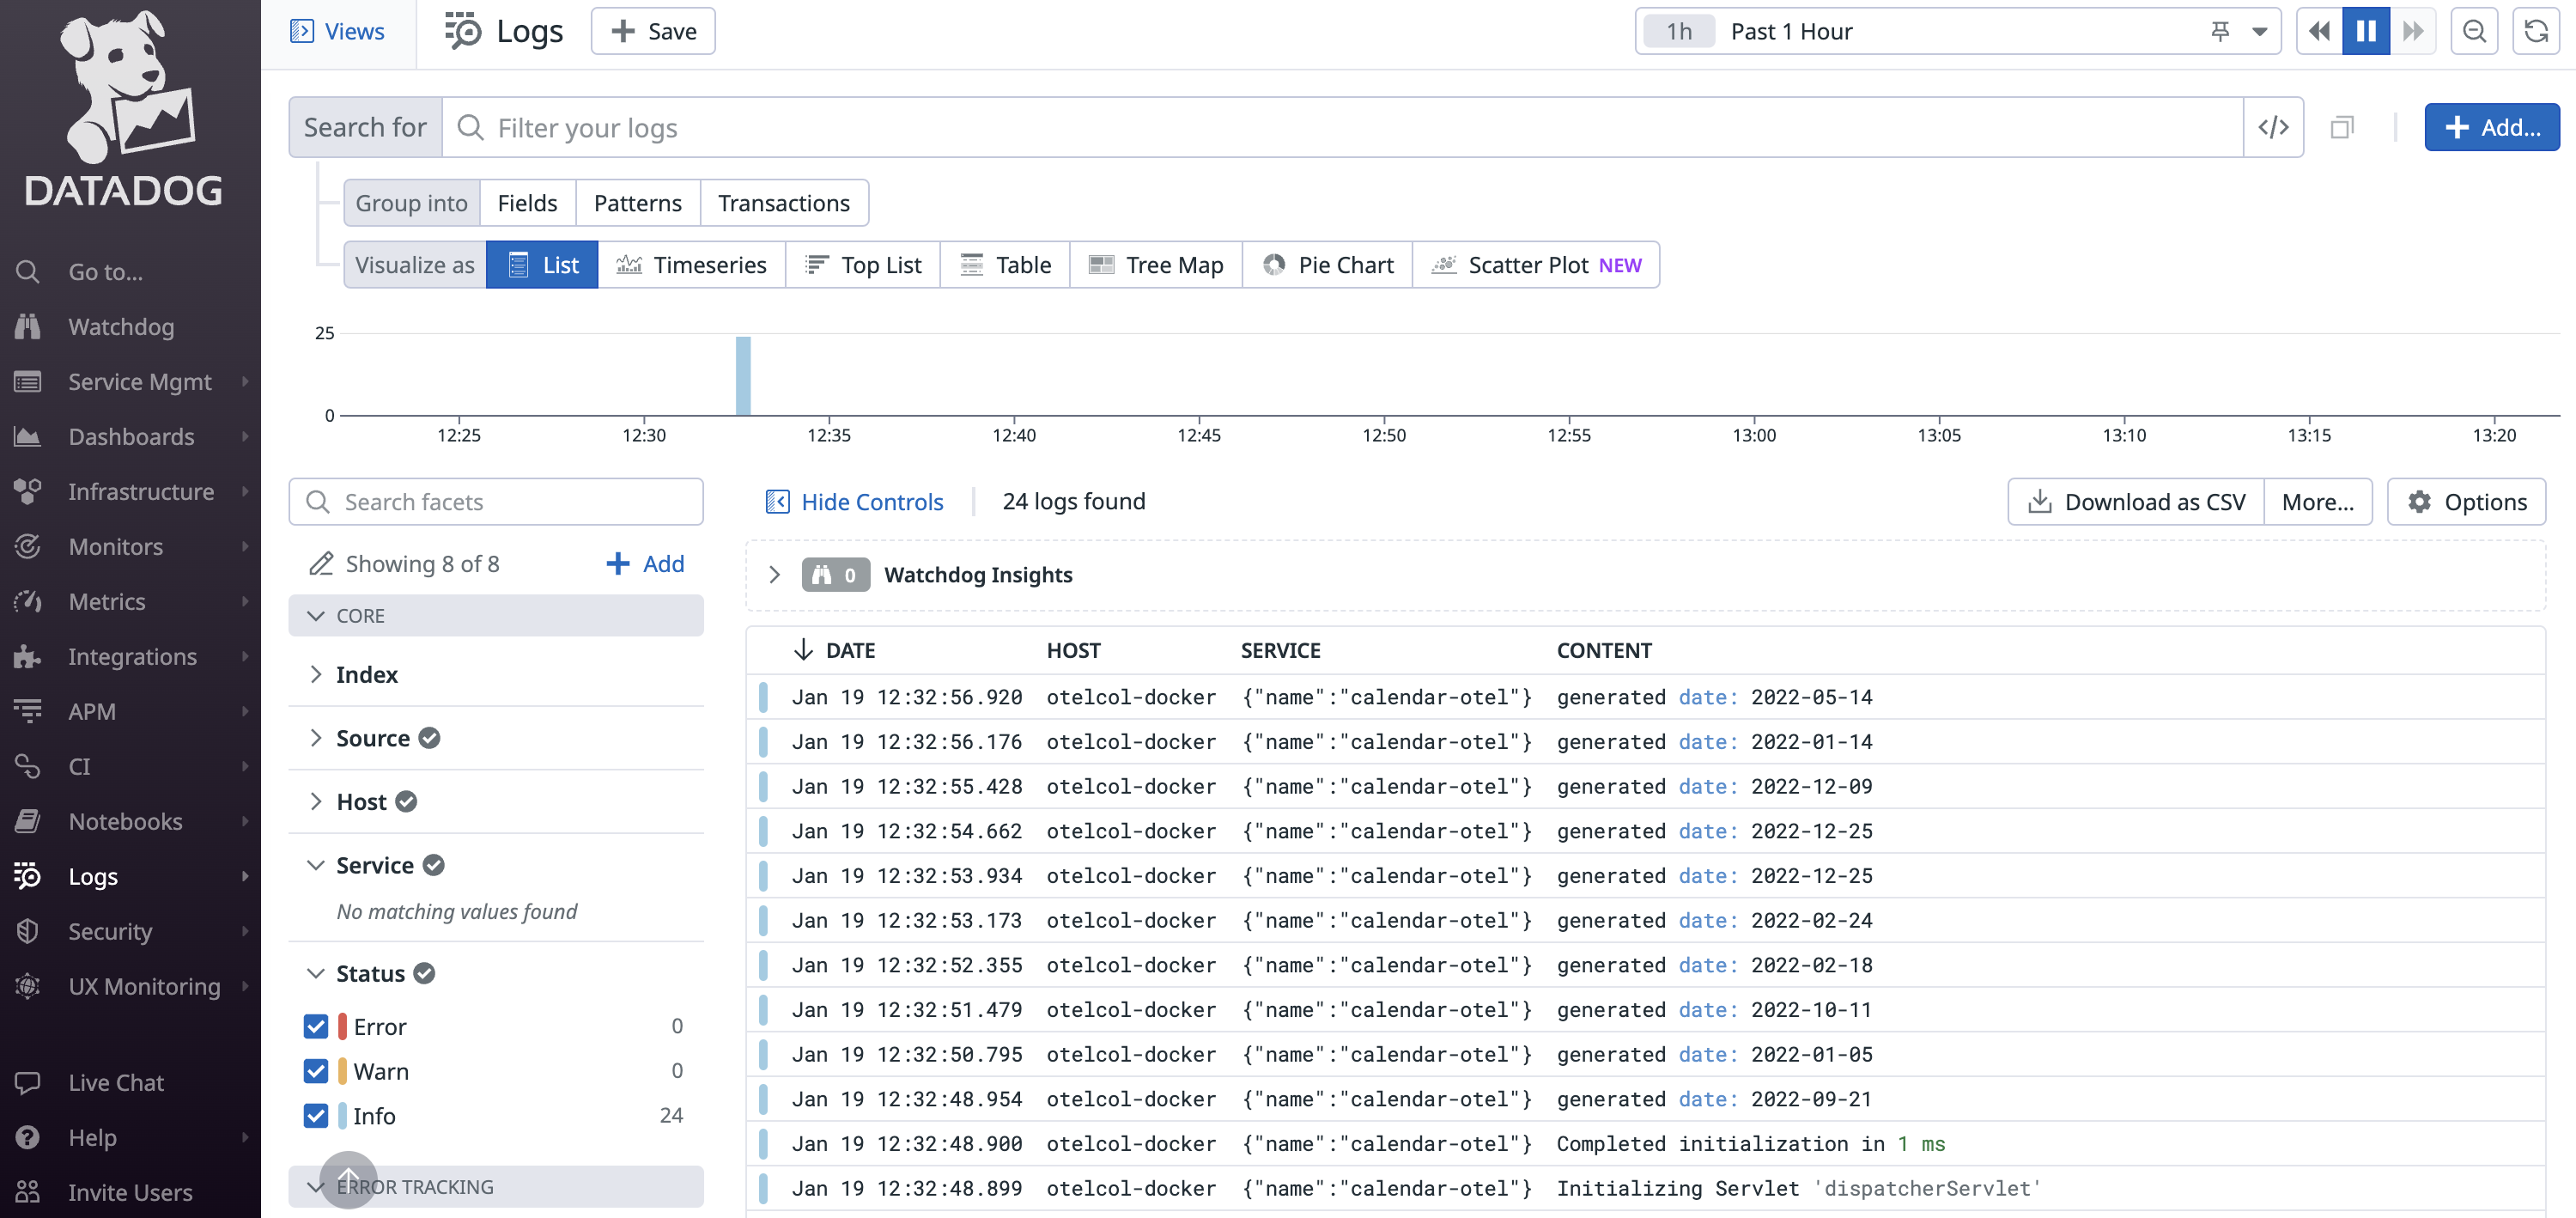 DATADOG
Go to...
Watchdog
Service Mgmt
Dashboards
Infrastructure
Monitors
Metrics
Integrations
APM
CI
Notebooks
Logs
Security
UX Monitoring
Live Chat
Help
Invite Users
Views Logs + Save 1h Past 1 Hour
Search for Filter your logs </> + Add...
Group into Fields Patterns Transactions
Visualize as List Timeseries Top List Table Tree Map Pie Chart Scatter Plot NEW
25
0
12:25 12:30 12:35 12:40 12:45 12:50 12:55 13:00 13:05 13:10 13:15 13:20
Search facets
Showing 8 of 8 + Add
CORE
Index
Source
Host
Service
No matching values found
Status
Error 0
Warn 0
Info 24
ERROR TRACKING
Hide Controls 24 logs found Download as CSV More... Options
0 Watchdog Insights
DATE HOST SERVICE CONTENT
Jan 19 12:32:56.920 otelcol-docker {"name":"calendar-otel"} generated date: 2022-05-14
Jan 19 12:32:56.176 otelcol-docker {"name":"calendar-otel"} generated date: 2022-01-14
Jan 19 12:32:55.428 otelcol-docker {"name":"calendar-otel"} generated date: 2022-12-09
Jan 19 12:32:54.662 otelcol-docker {"name":"calendar-otel"} generated date: 2022-12-25
Jan 19 12:32:53.934 otelcol-docker {"name":"calendar-otel"} generated date: 2022-12-25
Jan 19 12:32:53.173 otelcol-docker {"name":"calendar-otel"} generated date: 2022-02-24
Jan 19 12:32:52.355 otelcol-docker {"name":"calendar-otel"} generated date: 2022-02-18
Jan 19 12:32:51.479 otelcol-docker {"name":"calendar-otel"} generated date: 2022-10-11
Jan 19 12:32:50.795 otelcol-docker {"name":"calendar-otel"} generated date: 2022-01-05
Jan 19 12:32:48.954 otelcol-docker {"name":"calendar-otel"} generated date: 2022-09-21
Jan 19 12:32:48.900 otelcol-docker {"name":"calendar-otel"} Completed initialization in 1 ms
Jan 19 12:32:48.899 otelcol-docker {"name":"calendar-otel"} Initializing Servlet 'dispatcherServlet'